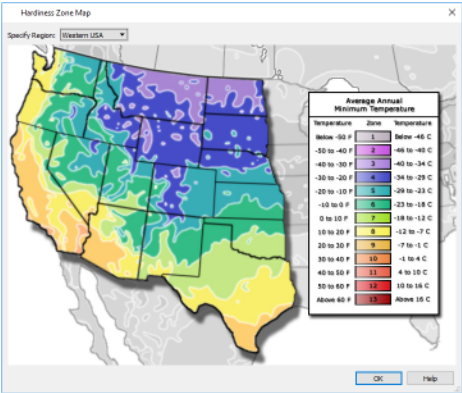 Hardiness Zone Map
Specify Region: Western USA
Average Annual
Minimum Temperature
Temperature Zone Temperature
Below -50 F 1 Below -46 C
-50 to -40 F 2 -46 to -40 C
-40 to -30 F 3 -40 to -34 C
-30 to -20 F 4 -34 to -29 C
-20 to -10 F 5 -29 to -23 C
-10 to 0 F 6 -23 to -18 C
0 to 10 F 7 -18 to -12 C
10 to 20 F 8 -12 to -7 C
20 to 30 F 9 -7 to -1 C
30 to 40 F 10 -1 to 4 C
40 to 50 F 11 4 to 10 C
50 to 60 F 12 10 to 16 C
Above 60 F 13 Above 16 C
OK Help